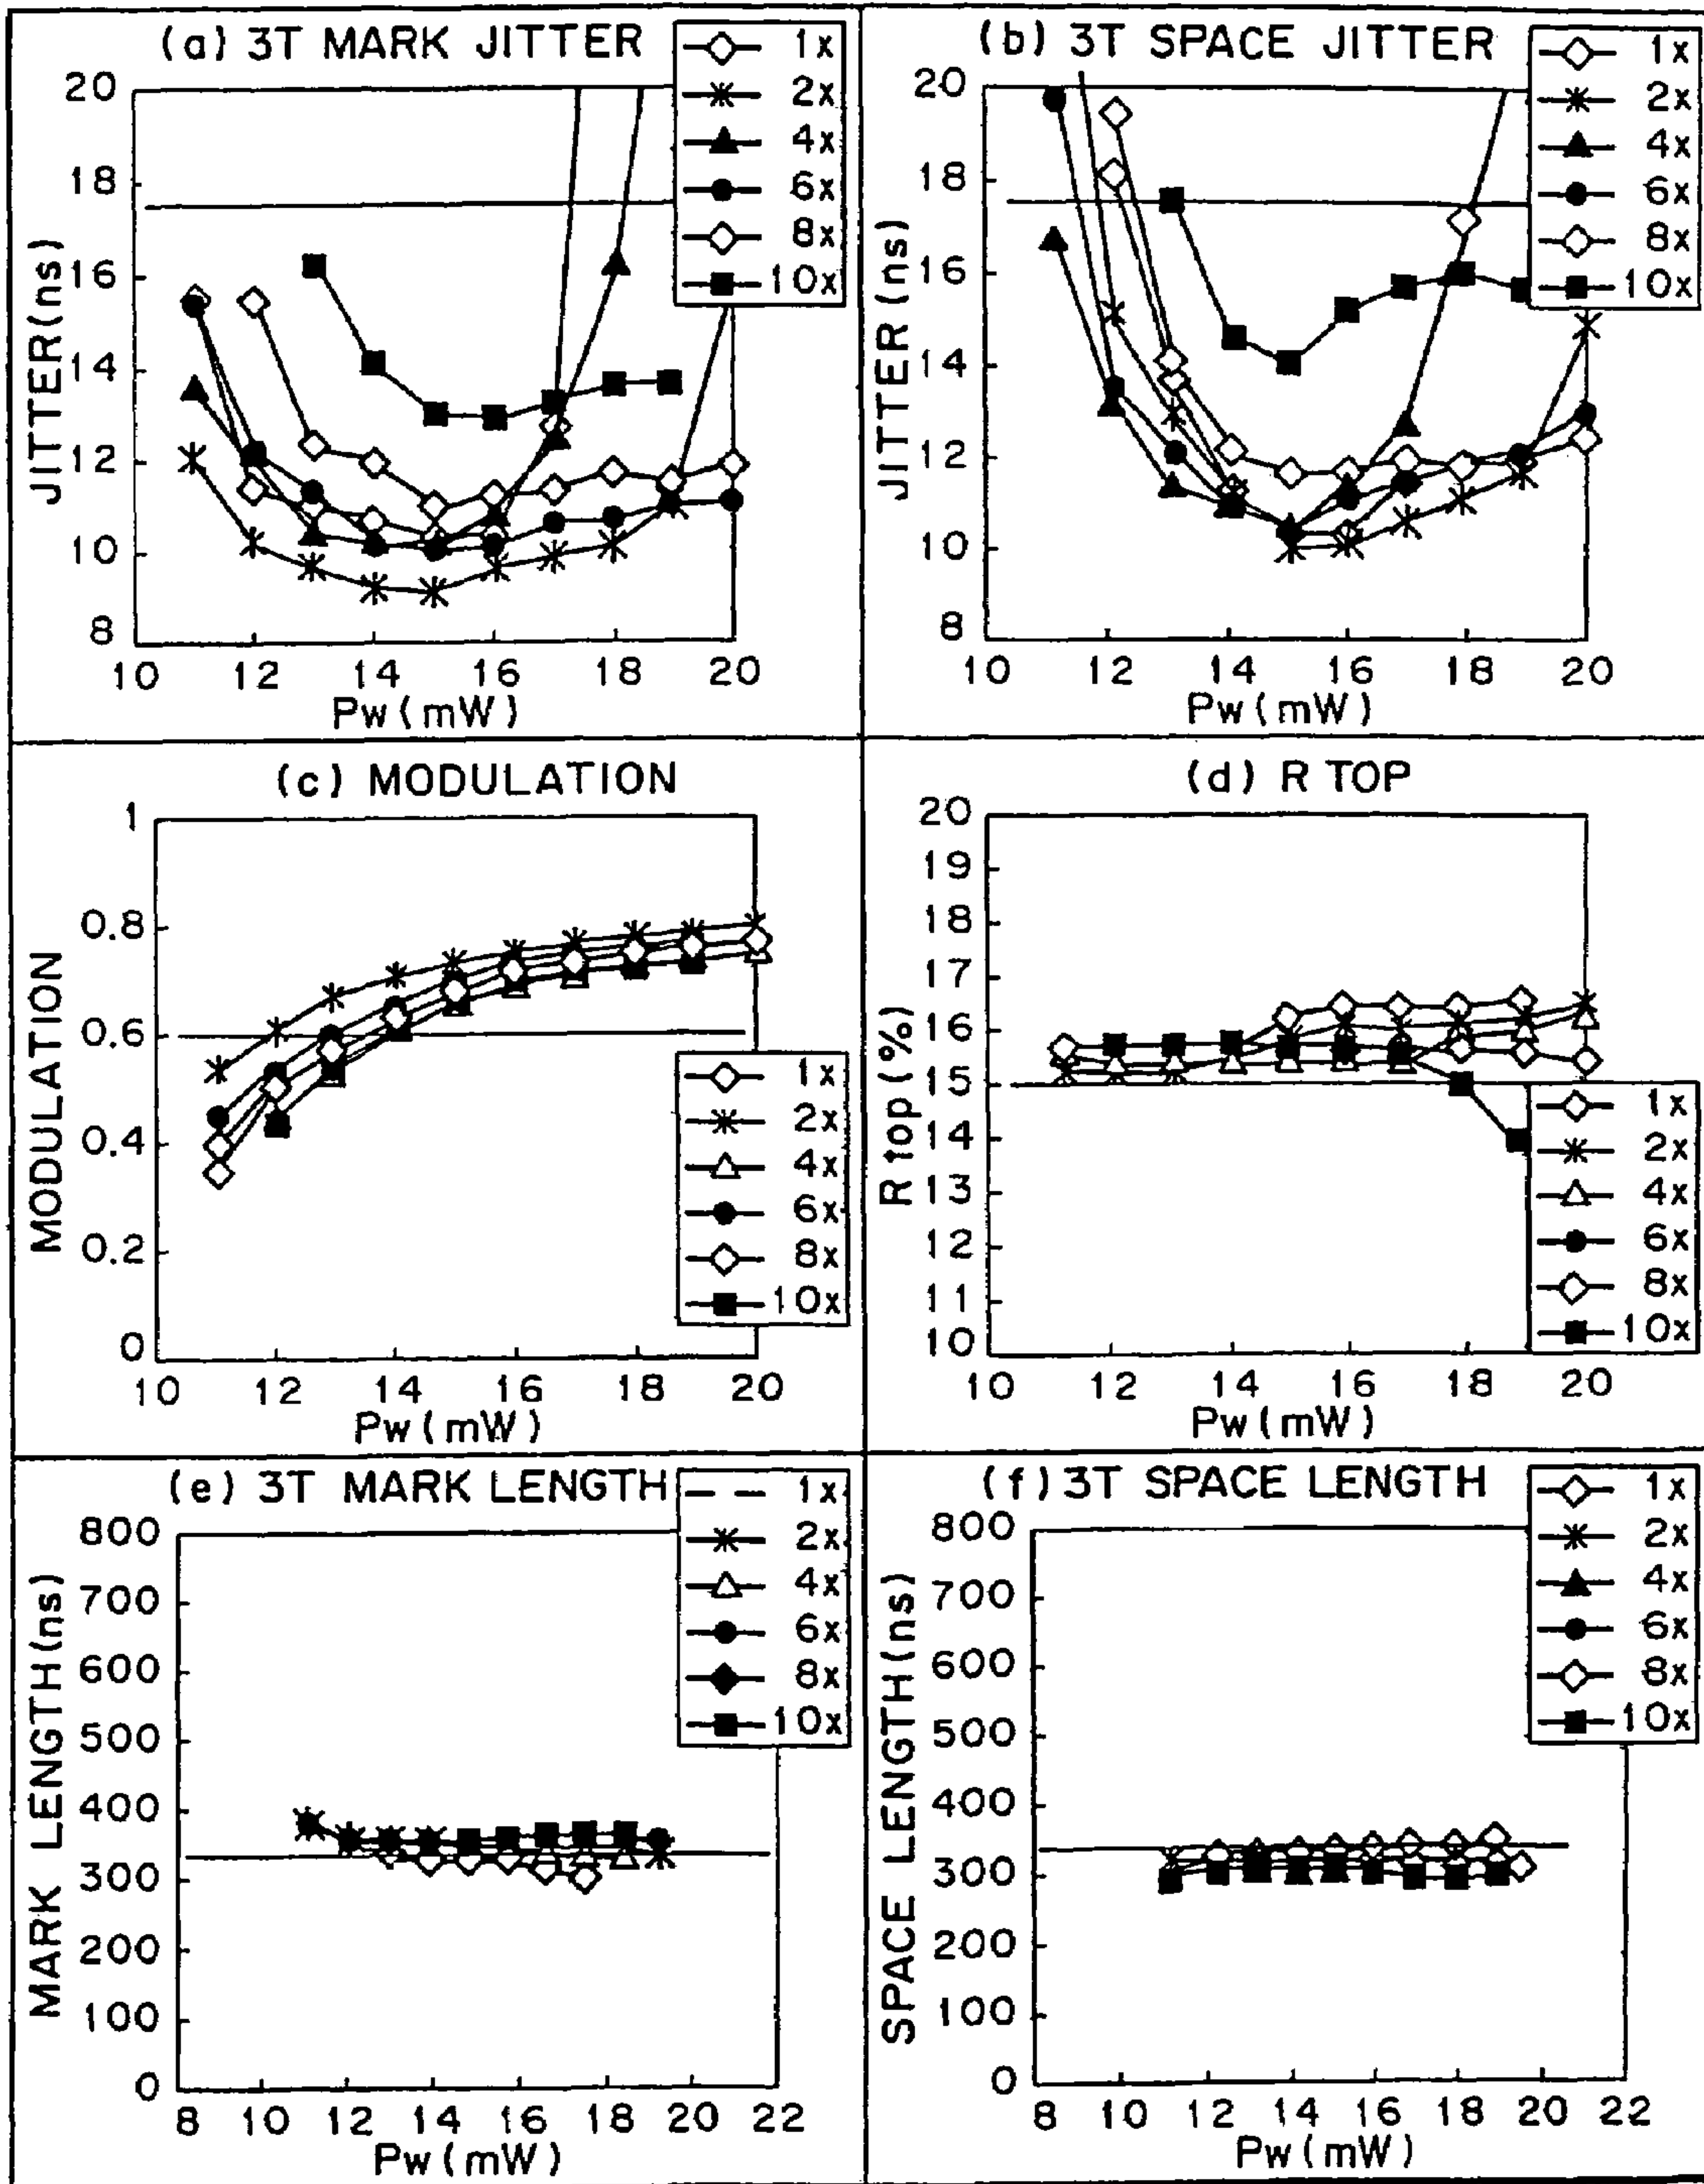 (a) 3T MARK JITTER
1x
2x
4x
6x
8x
10x
20
18
16
14
12
10
8
JITTER(ns)
10 12 14 16 18 20
Pw(mW)
(b) 3T SPACE JITTER
1x
2x
4x
6x
8x
10x
20
18
16
14
12
10
8
JITTER(ns)
10 12 14 16 18 20
Pw(mW)
(c) MODULATION
1
0.8
0.6
0.4
0.2
0
MODULATION
1x
2x
4x
6x
8x
10x
10 12 14 16 18 20
Pw(mW)
(d) R TOP
20
19
18
17
16
15
14
13
12
11
10
R top(%)
1x
2x
4x
6x
8x
10x
10 12 14 16 18 20
Pw(mW)
(e) 3T MARK LENGTH
1x
2x
4x
6x
8x
10x
800
700
600
500
400
300
200
100
0
MARK LENGTH(ns)
8 10 12 14 16 18 20 22
Pw(mW)
(f) 3T SPACE LENGTH
1x
2x
4x
6x
8x
10x
800
700
600
500
400
300
200
100
0
SPACE LENGTH(ns)
8 10 12 14 16 18 20 22
Pw(mW)